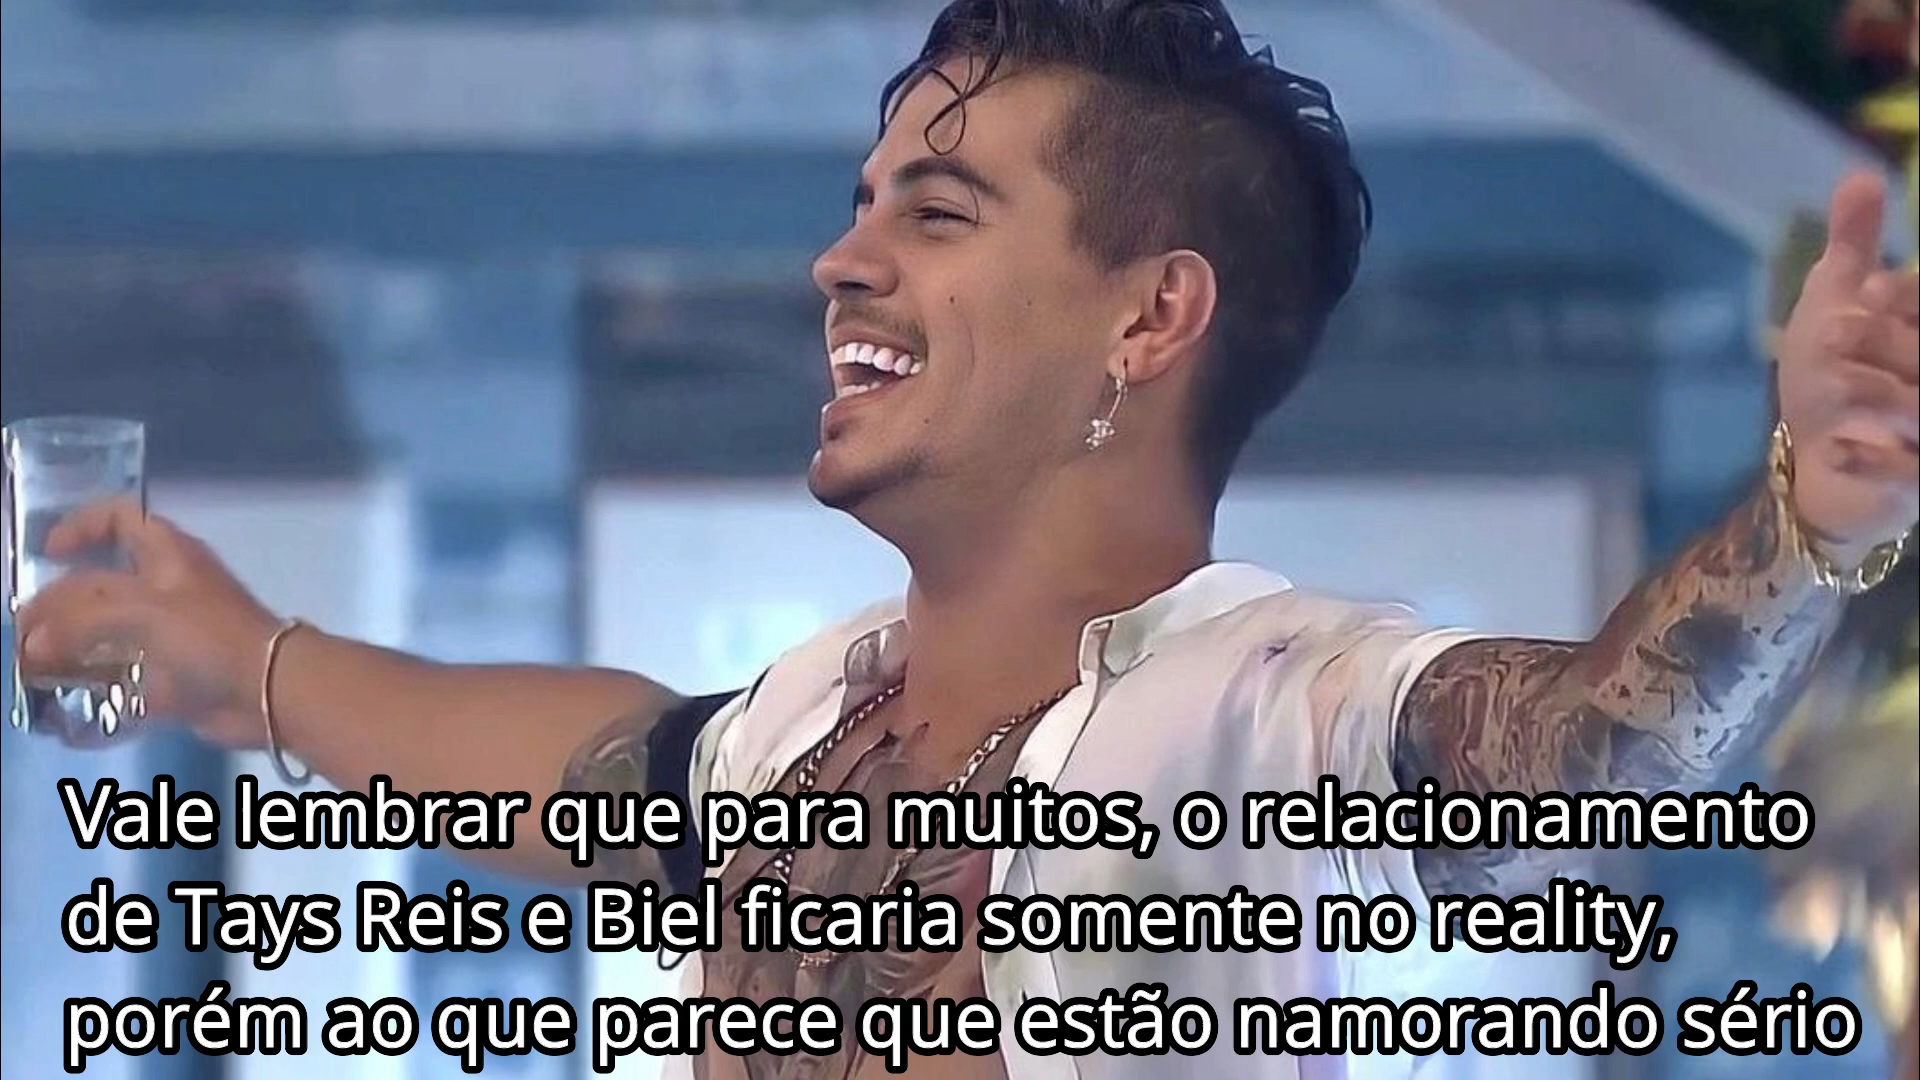 Vale lembrar que para muitos, o relacionamento
de Tays Reis e Biel ficaria somente no reality,
porém ao que parece que estão namorando sério